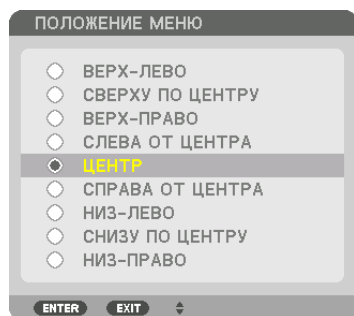 ПОЛОЖЕНИЕ МЕНЮ
ВЕРХ-ЛЕВО
СВЕРХУ ПО ЦЕНТРУ
ВЕРХ-ПРАВО
СЛЕВА ОТ ЦЕНТРА
ЦЕНТР
СПРАВА ОТ ЦЕНТРА
НИЗ-ЛЕВО
СНИЗУ ПО ЦЕНТРУ
НИЗ-ПРАВО
ENTER EXIT